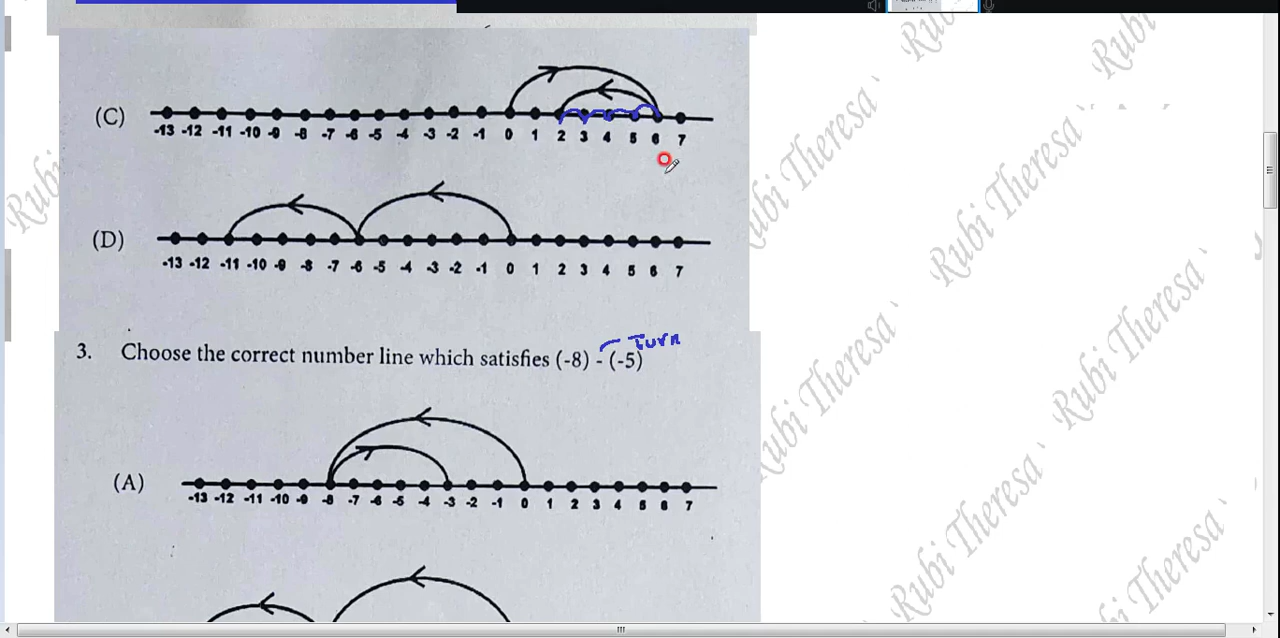 (C)
-13 -12 -11 -10 -9 -8 -7 -6 -5 -4 -3 -2 -1 0 1 2 3 4 5 6 7
(D)
-13 -12 -11 -10 -9 -8 -7 -6 -5 -4 -3 -2 -1 0 1 2 3 4 5 6 7
Turn
3. Choose the correct number line which satisfies (-8) - (-5)
(A)
-13 -12 -11 -10 -9 -8 -7 -6 -5 -4 -3 -2 -1 0 1 2 3 4 5 6 7
Rubi Theresa
Rubi
Rubi
Rubi Theresa
Rubi Theresa
Rubi Theresa
Rubi Theresa
Rubi Theresa
Rubi Theresa